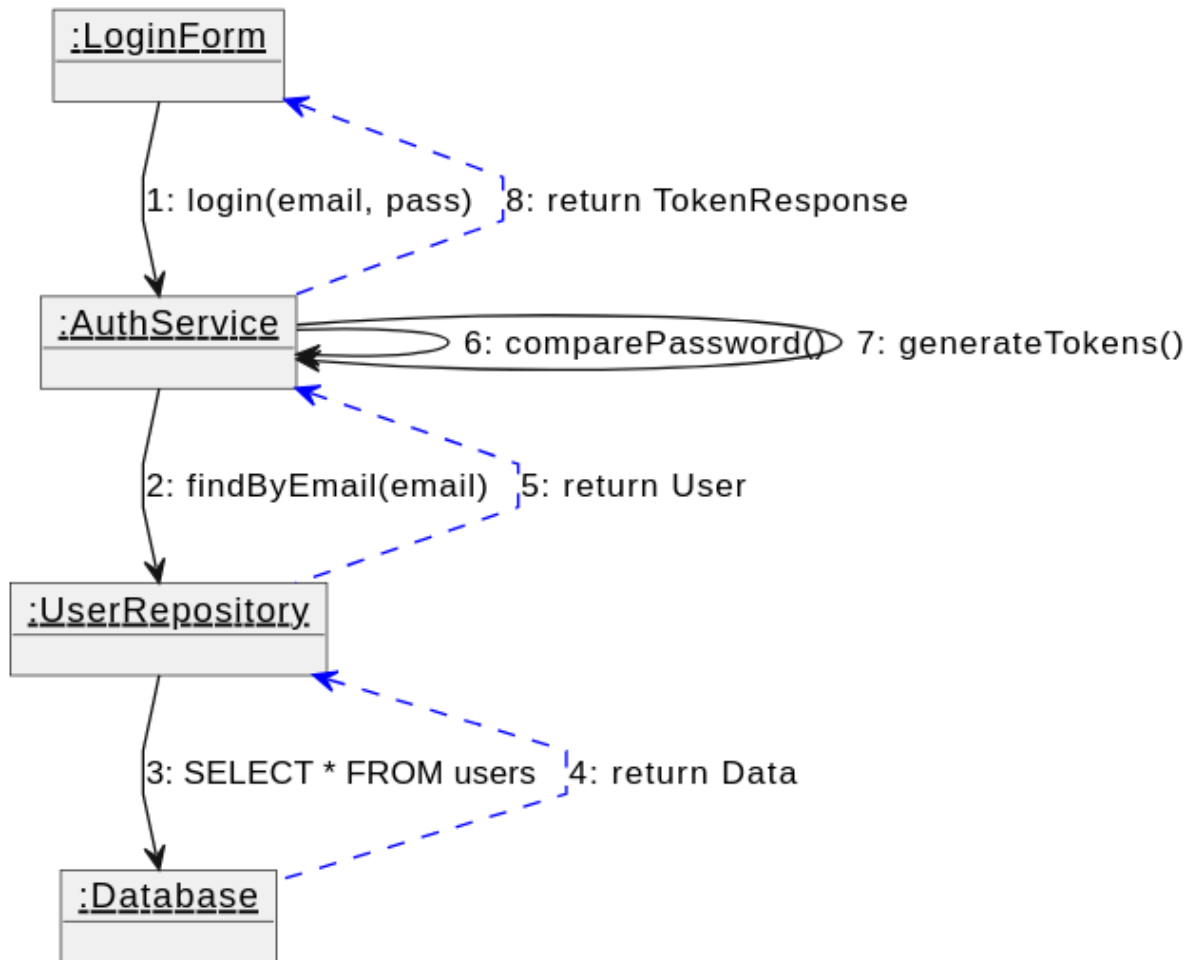 :LoginForm
1: login(email, pass)
8: return TokenResponse
:AuthService
6: comparePassword()
7: generateTokens()
2: findByEmail(email)
5: return User
:UserRepository
3: SELECT * FROM users
4: return Data
:Database